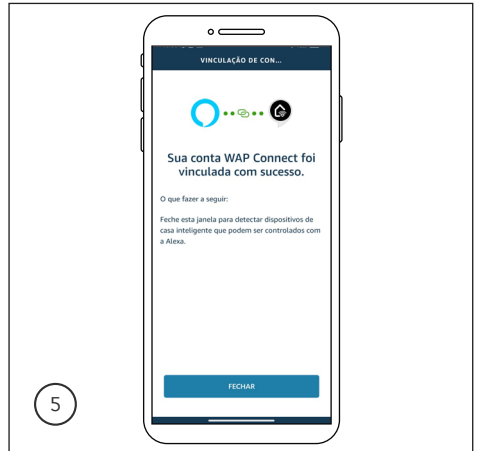 VINCULAÇÃO DE CON...
Sua conta WAP Connect foi
vinculada com sucesso.
O que fazer a seguir:
Feche esta janela para detectar dispositivos de
casa inteligente que podem ser controlados com
a Alexa.
FECHAR
5